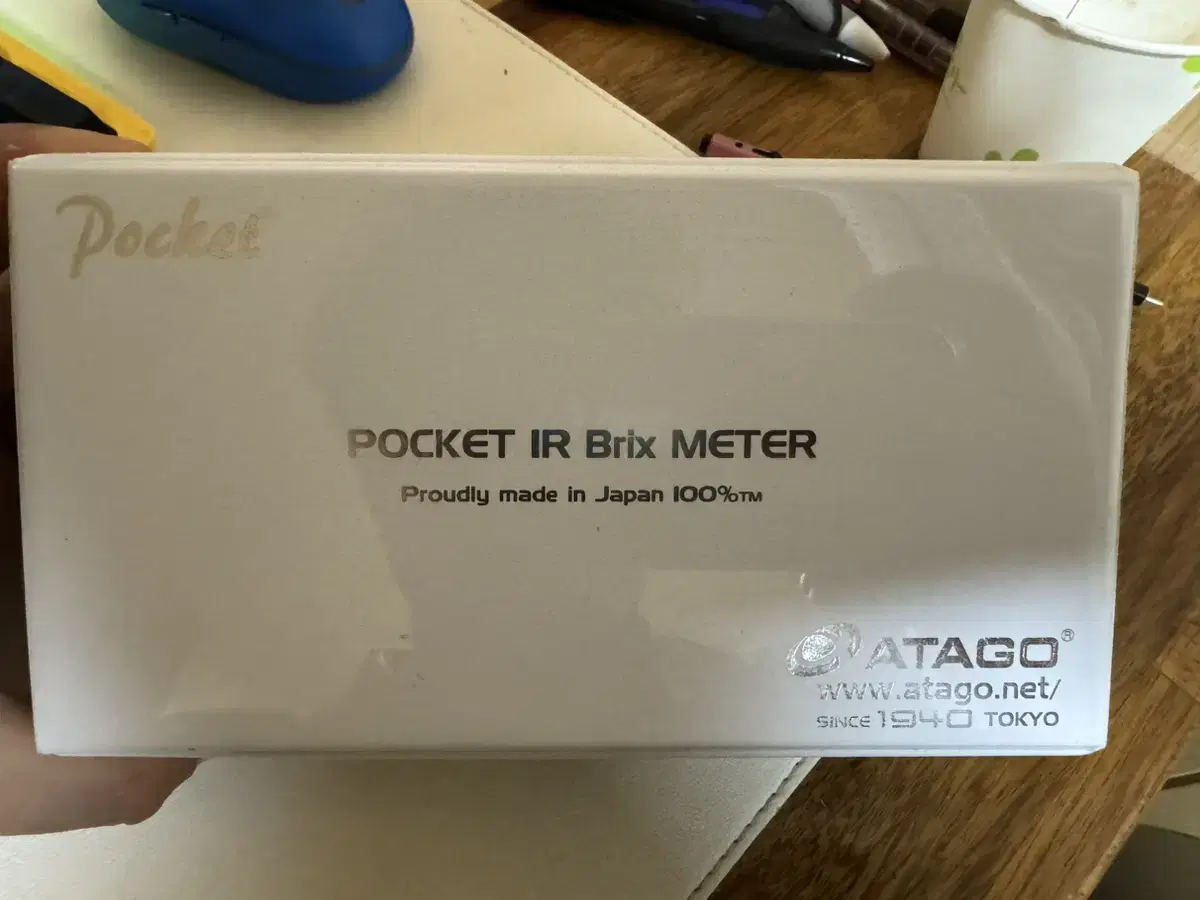 Pocket
POCKET IR Brix METER
Proudly made in Japan 100%™
ATAGO®
www.atago.net/
SINCE 1940 TOKYO